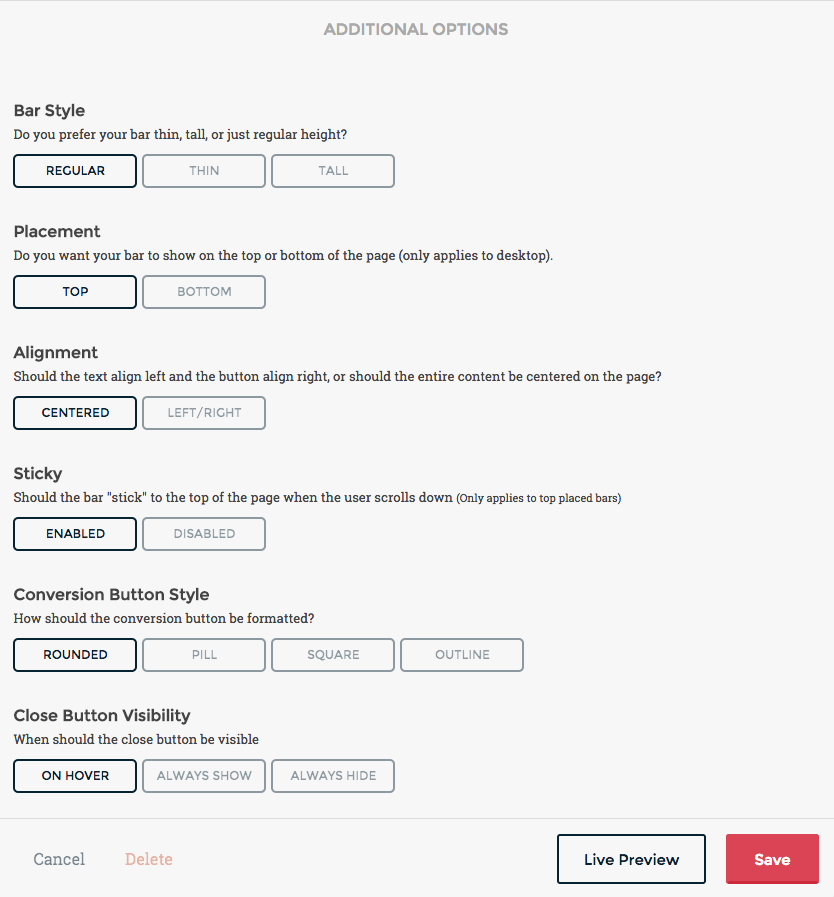 ADDITIONAL OPTIONS
Bar Style
Do you prefer your bar thin, tall, or just regular height?
REGULAR THIN TALL
Placement
Do you want your bar to show on the top or bottom of the page (only applies to desktop).
TOP BOTTOM
Alignment
Should the text align left and the button align right, or should the entire content be centered on the page?
CENTERED LEFT/RIGHT
Sticky
Should the bar "stick" to the top of the page when the user scrolls down (Only applies to top placed bars)
ENABLED DISABLED
Conversion Button Style
How should the conversion button be formatted?
ROUNDED PILL SQUARE OUTLINE
Close Button Visibility
When should the close button be visible
ON HOVER ALWAYS SHOW ALWAYS HIDE
Cancel Delete Live Preview Save